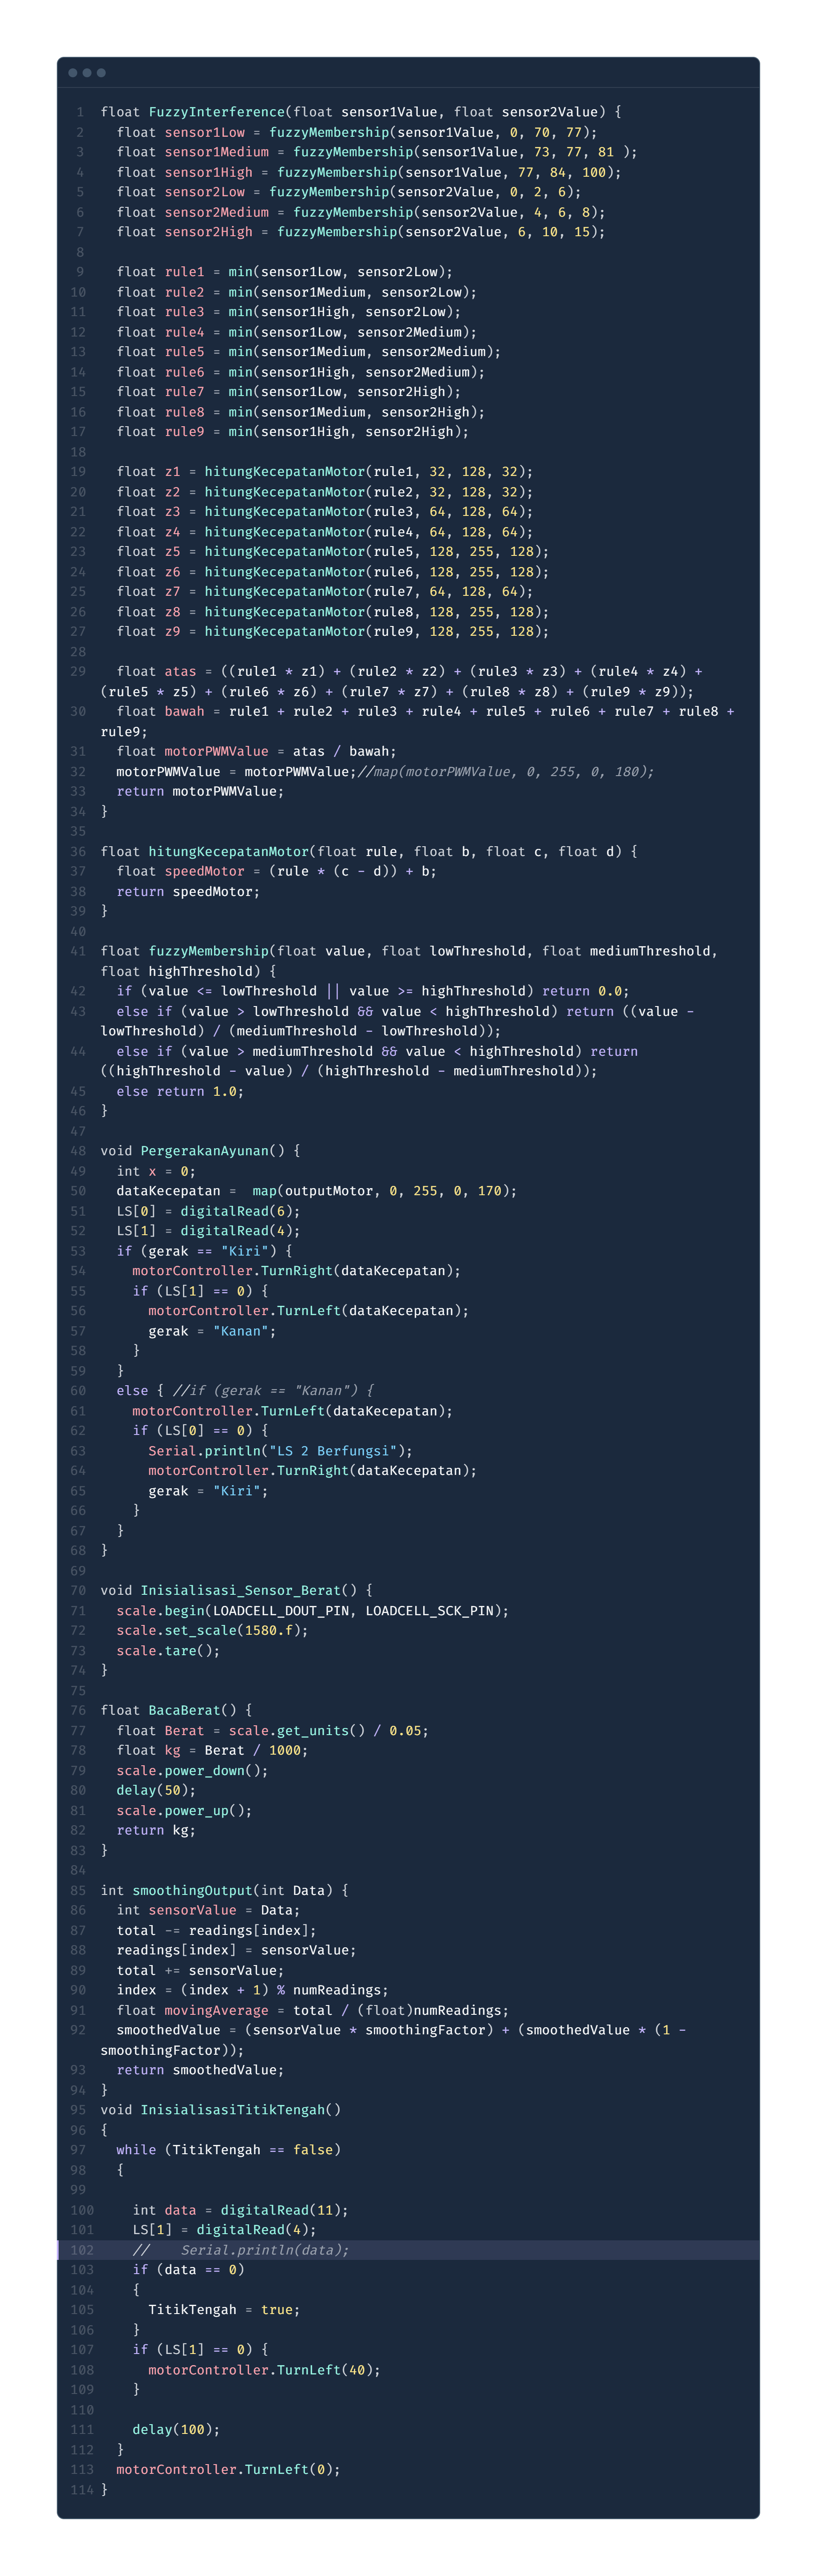 1 float FuzzyInterference(float sensor1Value, float sensor2Value) {
2 float sensor1Low = fuzzyMembership(sensor1Value, 0, 70, 77);
3 float sensor1Medium = fuzzyMembership(sensor1Value, 73, 77, 81 );
4 float sensor1High = fuzzyMembership(sensor1Value, 77, 84, 100);
5 float sensor2Low = fuzzyMembership(sensor2Value, 0, 2, 6);
6 float sensor2Medium = fuzzyMembership(sensor2Value, 4, 6, 8);
7 float sensor2High = fuzzyMembership(sensor2Value, 6, 10, 15);
8
9 float rule1 = min(sensor1Low, sensor2Low);
10 float rule2 = min(sensor1Medium, sensor2Low);
11 float rule3 = min(sensor1High, sensor2Low);
12 float rule4 = min(sensor1Low, sensor2Medium);
13 float rule5 = min(sensor1Medium, sensor2Medium);
14 float rule6 = min(sensor1High, sensor2Medium);
15 float rule7 = min(sensor1Low, sensor2High);
16 float rule8 = min(sensor1Medium, sensor2High);
17 float rule9 = min(sensor1High, sensor2High);
18
19 float z1 = hitungKecepatanMotor(rule1, 32, 128, 32);
20 float z2 = hitungKecepatanMotor(rule2, 32, 128, 32);
21 float z3 = hitungKecepatanMotor(rule3, 64, 128, 64);
22 float z4 = hitungKecepatanMotor(rule4, 64, 128, 64);
23 float z5 = hitungKecepatanMotor(rule5, 128, 255, 128);
24 float z6 = hitungKecepatanMotor(rule6, 128, 255, 128);
25 float z7 = hitungKecepatanMotor(rule7, 64, 128, 64);
26 float z8 = hitungKecepatanMotor(rule8, 128, 255, 128);
27 float z9 = hitungKecepatanMotor(rule9, 128, 255, 128);
28
29 float atas = ((rule1 * z1) + (rule2 * z2) + (rule3 * z3) + (rule4 * z4) +
(rule5 * z5) + (rule6 * z6) + (rule7 * z7) + (rule8 * z8) + (rule9 * z9));
30 float bawah = rule1 + rule2 + rule3 + rule4 + rule5 + rule6 + rule7 + rule8 +
rule9;
31 float motorPWMValue = atas / bawah;
32 motorPWMValue = motorPWMValue;//map(motorPWMValue, 0, 255, 0, 180);
33 return motorPWMValue;
34 }
35
36 float hitungKecepatanMotor(float rule, float b, float c, float d) {
37 float speedMotor = (rule * (c - d)) + b;
38 return speedMotor;
39 }
40
41 float fuzzyMembership(float value, float lowThreshold, float mediumThreshold,
float highThreshold) {
42 if (value <= lowThreshold || value >= highThreshold) return 0.0;
43 else if (value > lowThreshold && value < highThreshold) return ((value -
lowThreshold) / (mediumThreshold - lowThreshold));
44 else if (value > mediumThreshold && value < highThreshold) return
((highThreshold - value) / (highThreshold - mediumThreshold));
45 else return 1.0;
46 }
47
48 void PergerakanAyunan() {
49 int x = 0;
50 dataKecepatan =  map(outputMotor, 0, 255, 0, 170);
51 LS[0] = digitalRead(6);
52 LS[1] = digitalRead(4);
53 if (gerak == "Kiri") {
54 motorController.TurnRight(dataKecepatan);
55 if (LS[1] == 0) {
56 motorController.TurnLeft(dataKecepatan);
57 gerak = "Kanan";
58 }
59 }
60 else { //if (gerak == "Kanan") {
61 motorController.TurnLeft(dataKecepatan);
62 if (LS[0] == 0) {
63 Serial.println("LS 2 Berfungsi");
64 motorController.TurnRight(dataKecepatan);
65 gerak = "Kiri";
66 }
67 }
68 }
69
70 void Inisialisasi_Sensor_Berat() {
71 scale.begin(LOADCELL_DOUT_PIN, LOADCELL_SCK_PIN);
72 scale.set_scale(1580.f);
73 scale.tare();
74 }
75
76 float BacaBerat() {
77 float Berat = scale.get_units() / 0.05;
78 float kg = Berat / 1000;
79 scale.power_down();
80 delay(50);
81 scale.power_up();
82 return kg;
83 }
84
85 int smoothingOutput(int Data) {
86 int sensorValue = Data;
87 total -= readings[index];
88 readings[index] = sensorValue;
89 total += sensorValue;
90 index = (index + 1) % numReadings;
91 float movingAverage = total / (float)numReadings;
92 smoothedValue = (sensorValue * smoothingFactor) + (smoothedValue * (1 -
smoothingFactor));
93 return smoothedValue;
94 }
95 void InisialisasiTitikTengah()
96 {
97 while (TitikTengah == false)
98 {
99
100 int data = digitalRead(11);
101 LS[1] = digitalRead(4);
102 //    Serial.println(data);
103 if (data == 0)
104 {
105 TitikTengah = true;
106 }
107 if (LS[1] == 0) {
108 motorController.TurnLeft(40);
109 }
110
111 delay(100);
112 }
113 motorController.TurnLeft(0);
114 }